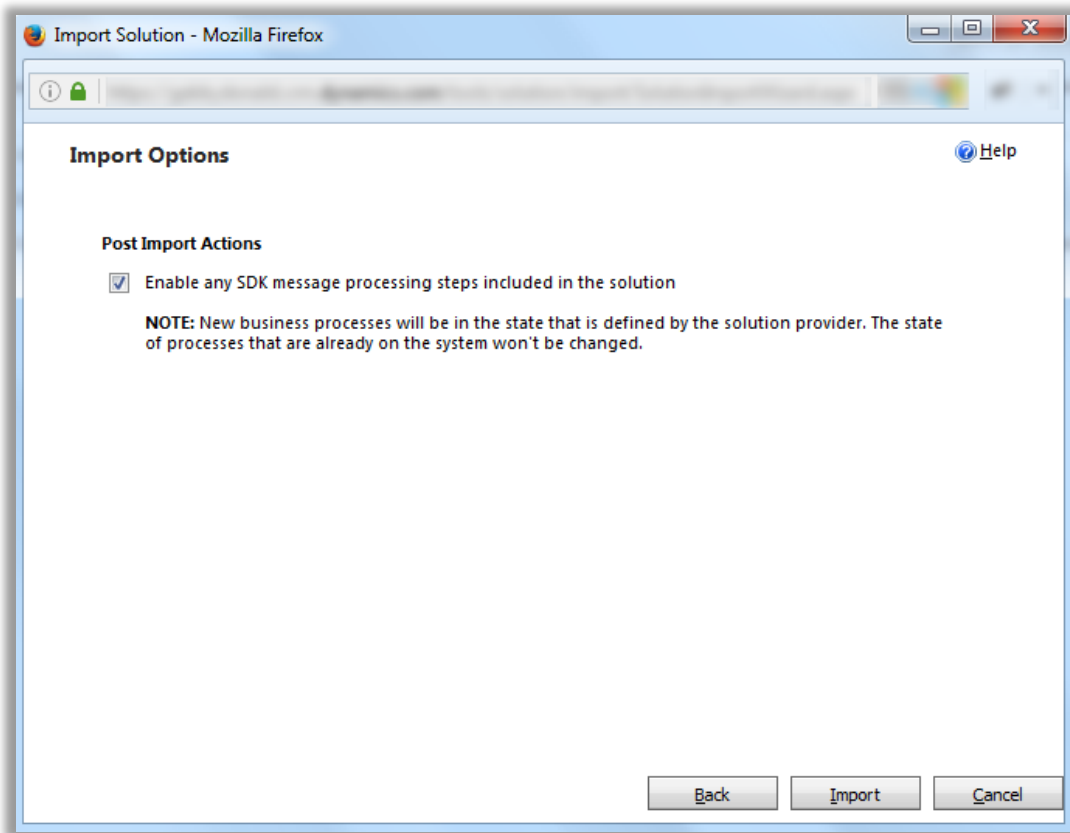 Import Solution - Mozilla Firefox
Import Options
Help
Post Import Actions
Enable any SDK message processing steps included in the solution
NOTE: New business processes will be in the state that is defined by the solution provider. The state
of processes that are already on the system won't be changed.
Back
Import
Cancel